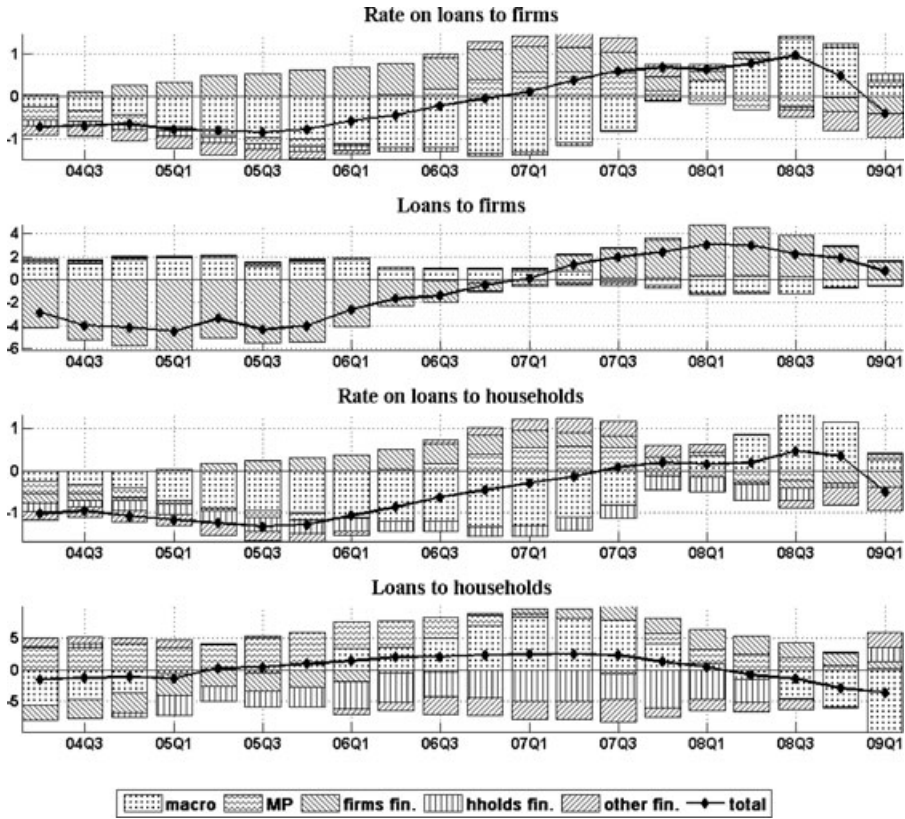 Rate on loans to firms
1
0
-1
04Q3 05Q1 05Q3 06Q1 06Q3 07Q1 07Q3 08Q1 08Q3 09Q1
Loans to firms
4
2
0
-2
-4
-6
04Q3 05Q1 05Q3 06Q1 06Q3 07Q1 07Q3 08Q1 08Q3 09Q1
Rate on loans to households
1
0
-1
04Q3 05Q1 05Q3 06Q1 06Q3 07Q1 07Q3 08Q1 08Q3 09Q1
Loans to households
5
0
-5
04Q3 05Q1 05Q3 06Q1 06Q3 07Q1 07Q3 08Q1 08Q3 09Q1
macro MP firms fin. hholds fin. other fin. total